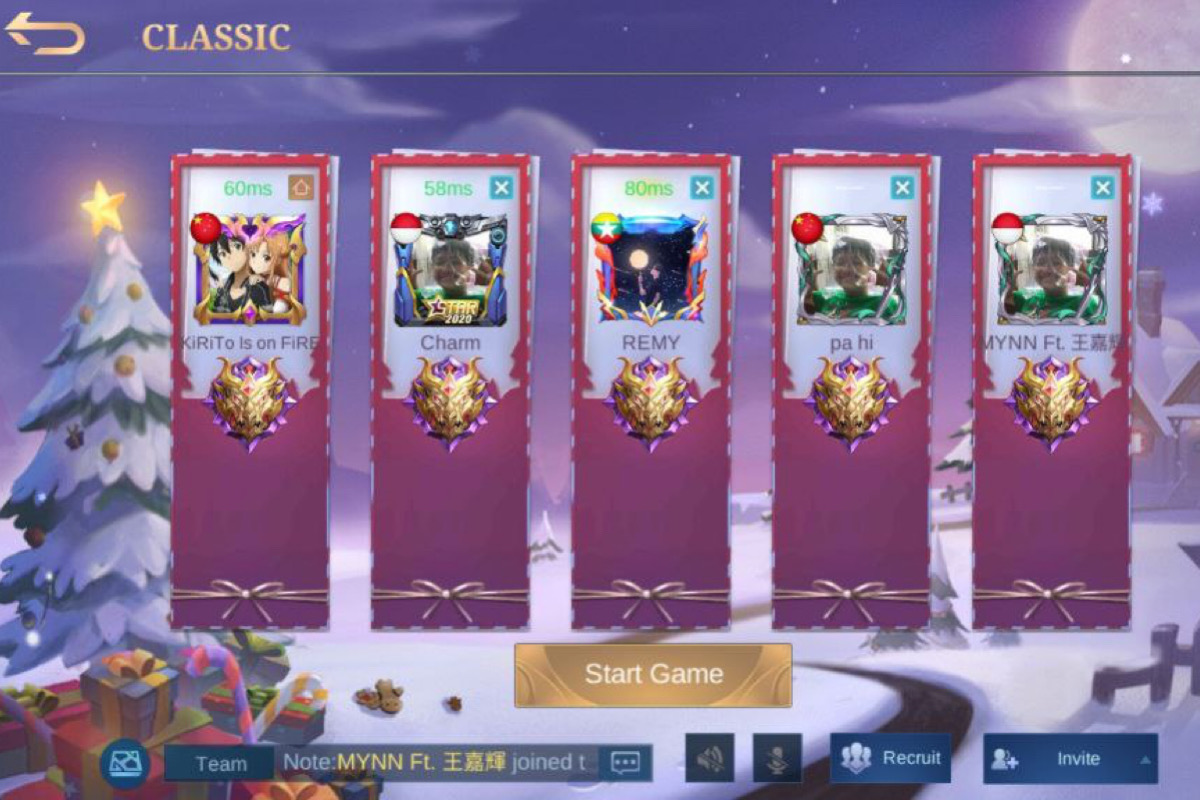 CLASSIC
60ms
58ms
80ms
STAR
2020
KiRiTo Is on FiRE
Charm
REMY
pa hi
MYNN Ft. 王嘉輝
Start Game
Team
Note:MYNN Ft. 王嘉輝 joined t
Recruit
Invite